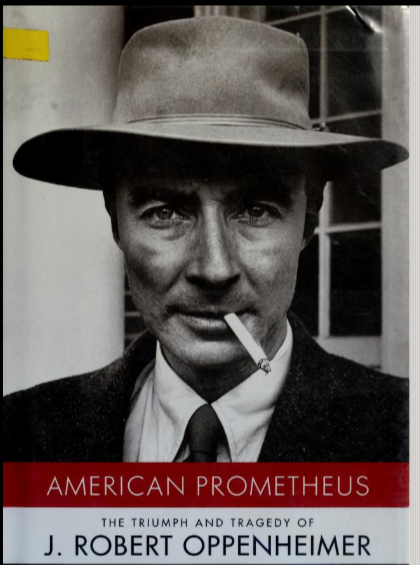 AMERICAN PROMETHEUS
THE TRIUMPH AND TRAGEDY OF
J. ROBERT OPPENHEIMER